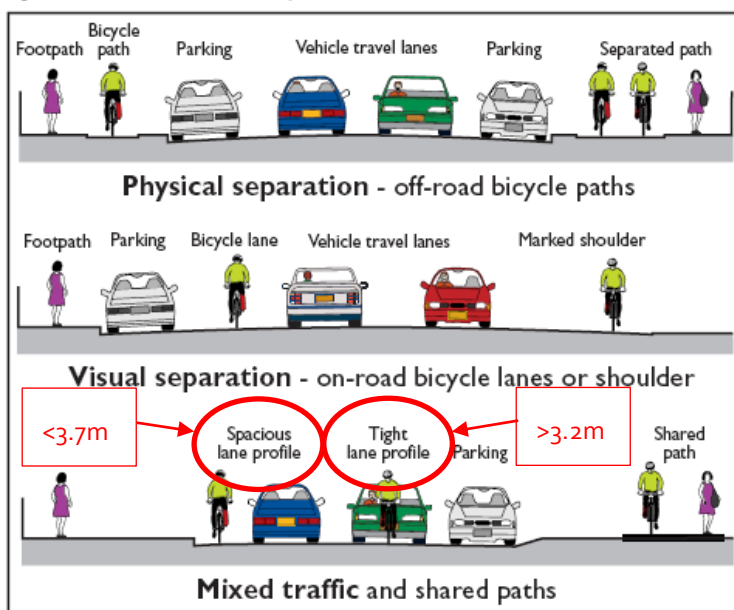 Footpath
Bicycle
path
Parking
Vehicle travel lanes
Parking
Separated path
Physical separation - off-road bicycle paths
Footpath
Parking
Bicycle lane
Vehicle travel lanes
Marked shoulder
Visual separation - on-road bicycle lanes or shoulder
<3.7m
Spacious
lane profile
Tight
lane profile
Parking
>3.2m
Shared
path
Mixed traffic and shared paths